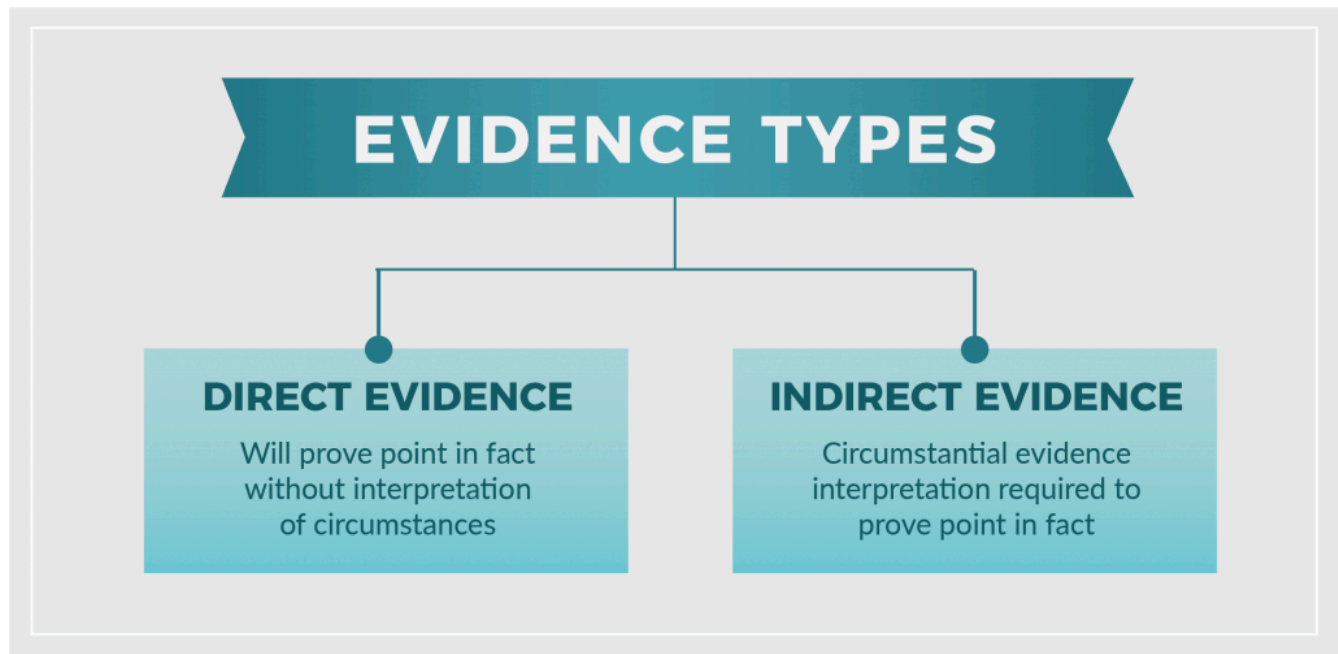 EVIDENCE TYPES
DIRECT EVIDENCE
Will prove point in fact
without interpretation
of circumstances
INDIRECT EVIDENCE
Circumstantial evidence
interpretation required to
prove point in fact